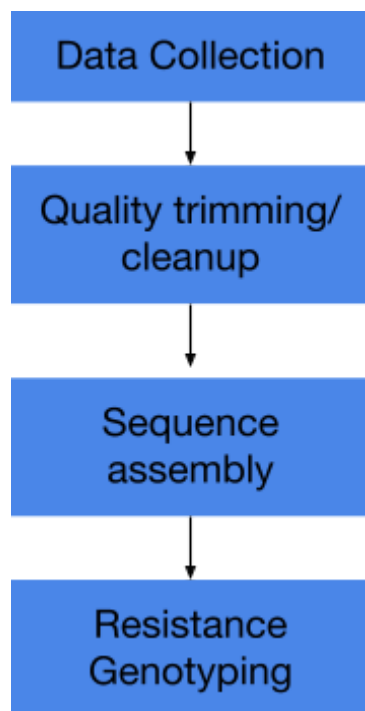 Data Collection
Quality trimming/
cleanup
Sequence
assembly
Resistance
Genotyping